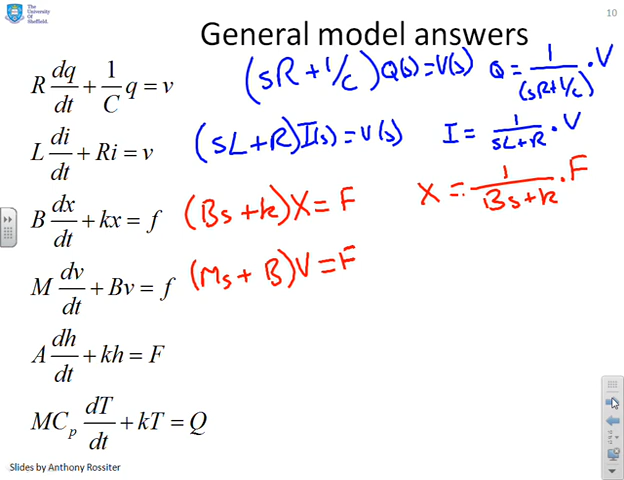 The
University
Of
Sheffield.
10
General model answers
R dq/dt + 1/C q = v (sR + 1/c) Q(s) = V(s) Q = 1/(sR+1/c) . V
L di/dt + Ri = v (sL + R) I(s) = V(s) I = 1/sL+R . V
B dx/dt + kx = f (Bs + k) X = F X = 1/Bs+k . F
M dv/dt + Bv = f (Ms + B) V = F
A dh/dt + kh = F
MC_p dT/dt + kT = Q
Slides by Anthony Rossiter